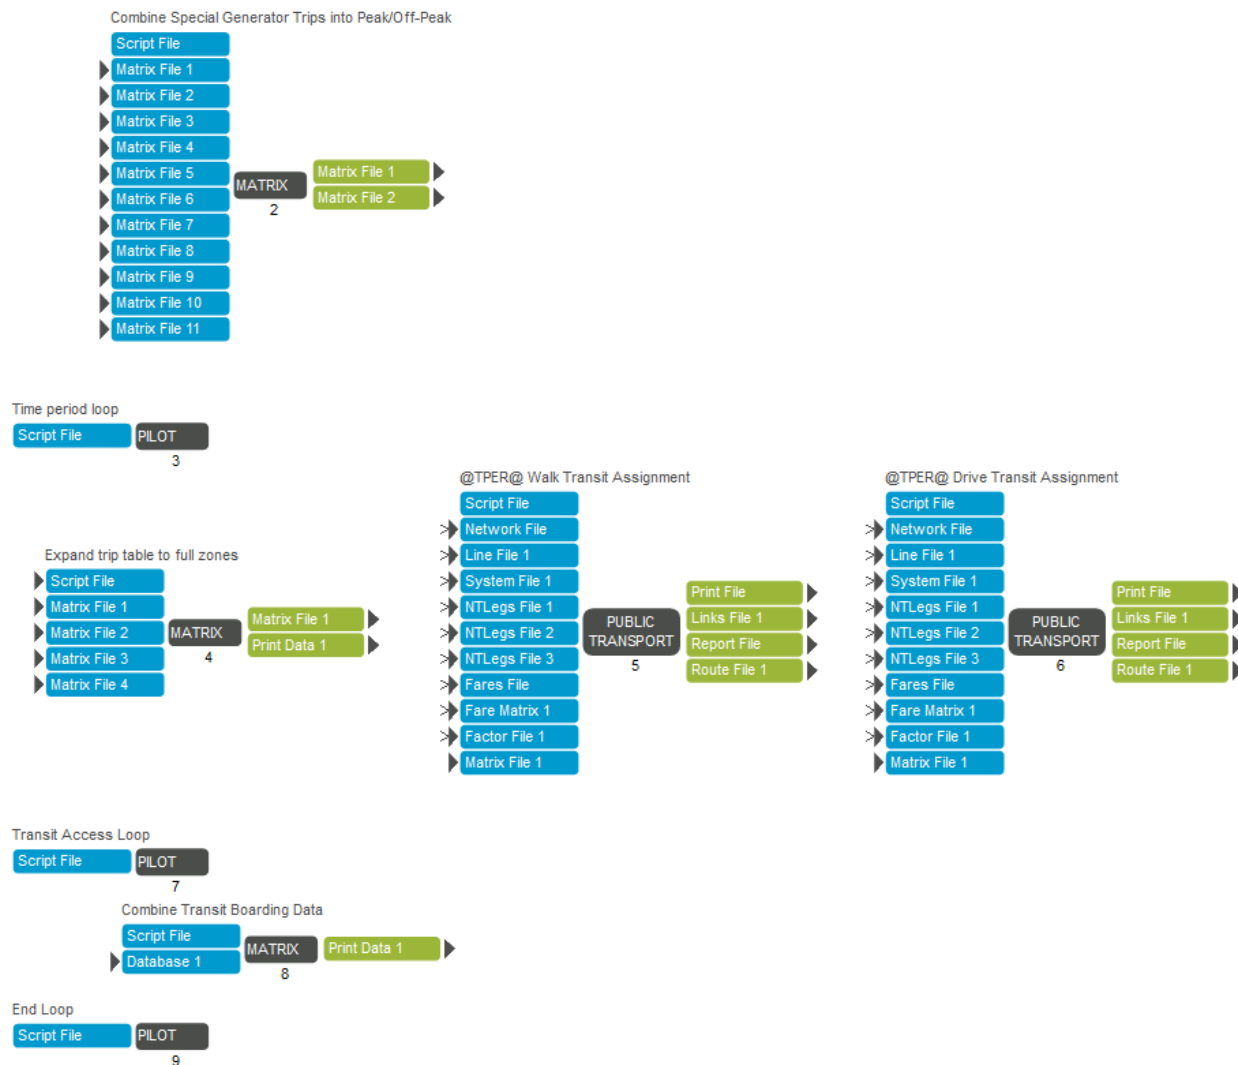 Combine Special Generator Trips into Peak/Off-Peak
Script File
Matrix File 1
Matrix File 2
Matrix File 3
Matrix File 4
Matrix File 5
Matrix File 6
Matrix File 7
Matrix File 8
Matrix File 9
Matrix File 10
Matrix File 11
MATRIX
2
Matrix File 1
Matrix File 2
Time period loop
Script File
PILOT
3
Expand trip table to full zones
Script File
Matrix File 1
Matrix File 2
Matrix File 3
Matrix File 4
MATRIX
4
Matrix File 1
Print Data 1
@TPER@ Walk Transit Assignment
Script File
Network File
Line File 1
System File 1
NTLegs File 1
NTLegs File 2
NTLegs File 3
Fares File
Fare Matrix 1
Factor File 1
Matrix File 1
PUBLIC
TRANSPORT
5
Print File
Links File 1
Report File
Route File 1
@TPER@ Drive Transit Assignment
Script File
Network File
Line File 1
System File 1
NTLegs File 1
NTLegs File 2
NTLegs File 3
Fares File
Fare Matrix 1
Factor File 1
Matrix File 1
PUBLIC
TRANSPORT
6
Print File
Links File 1
Report File
Route File 1
Transit Access Loop
Script File
PILOT
7
Combine Transit Boarding Data
Script File
Database 1
MATRIX
8
Print Data 1
End Loop
Script File
PILOT
9